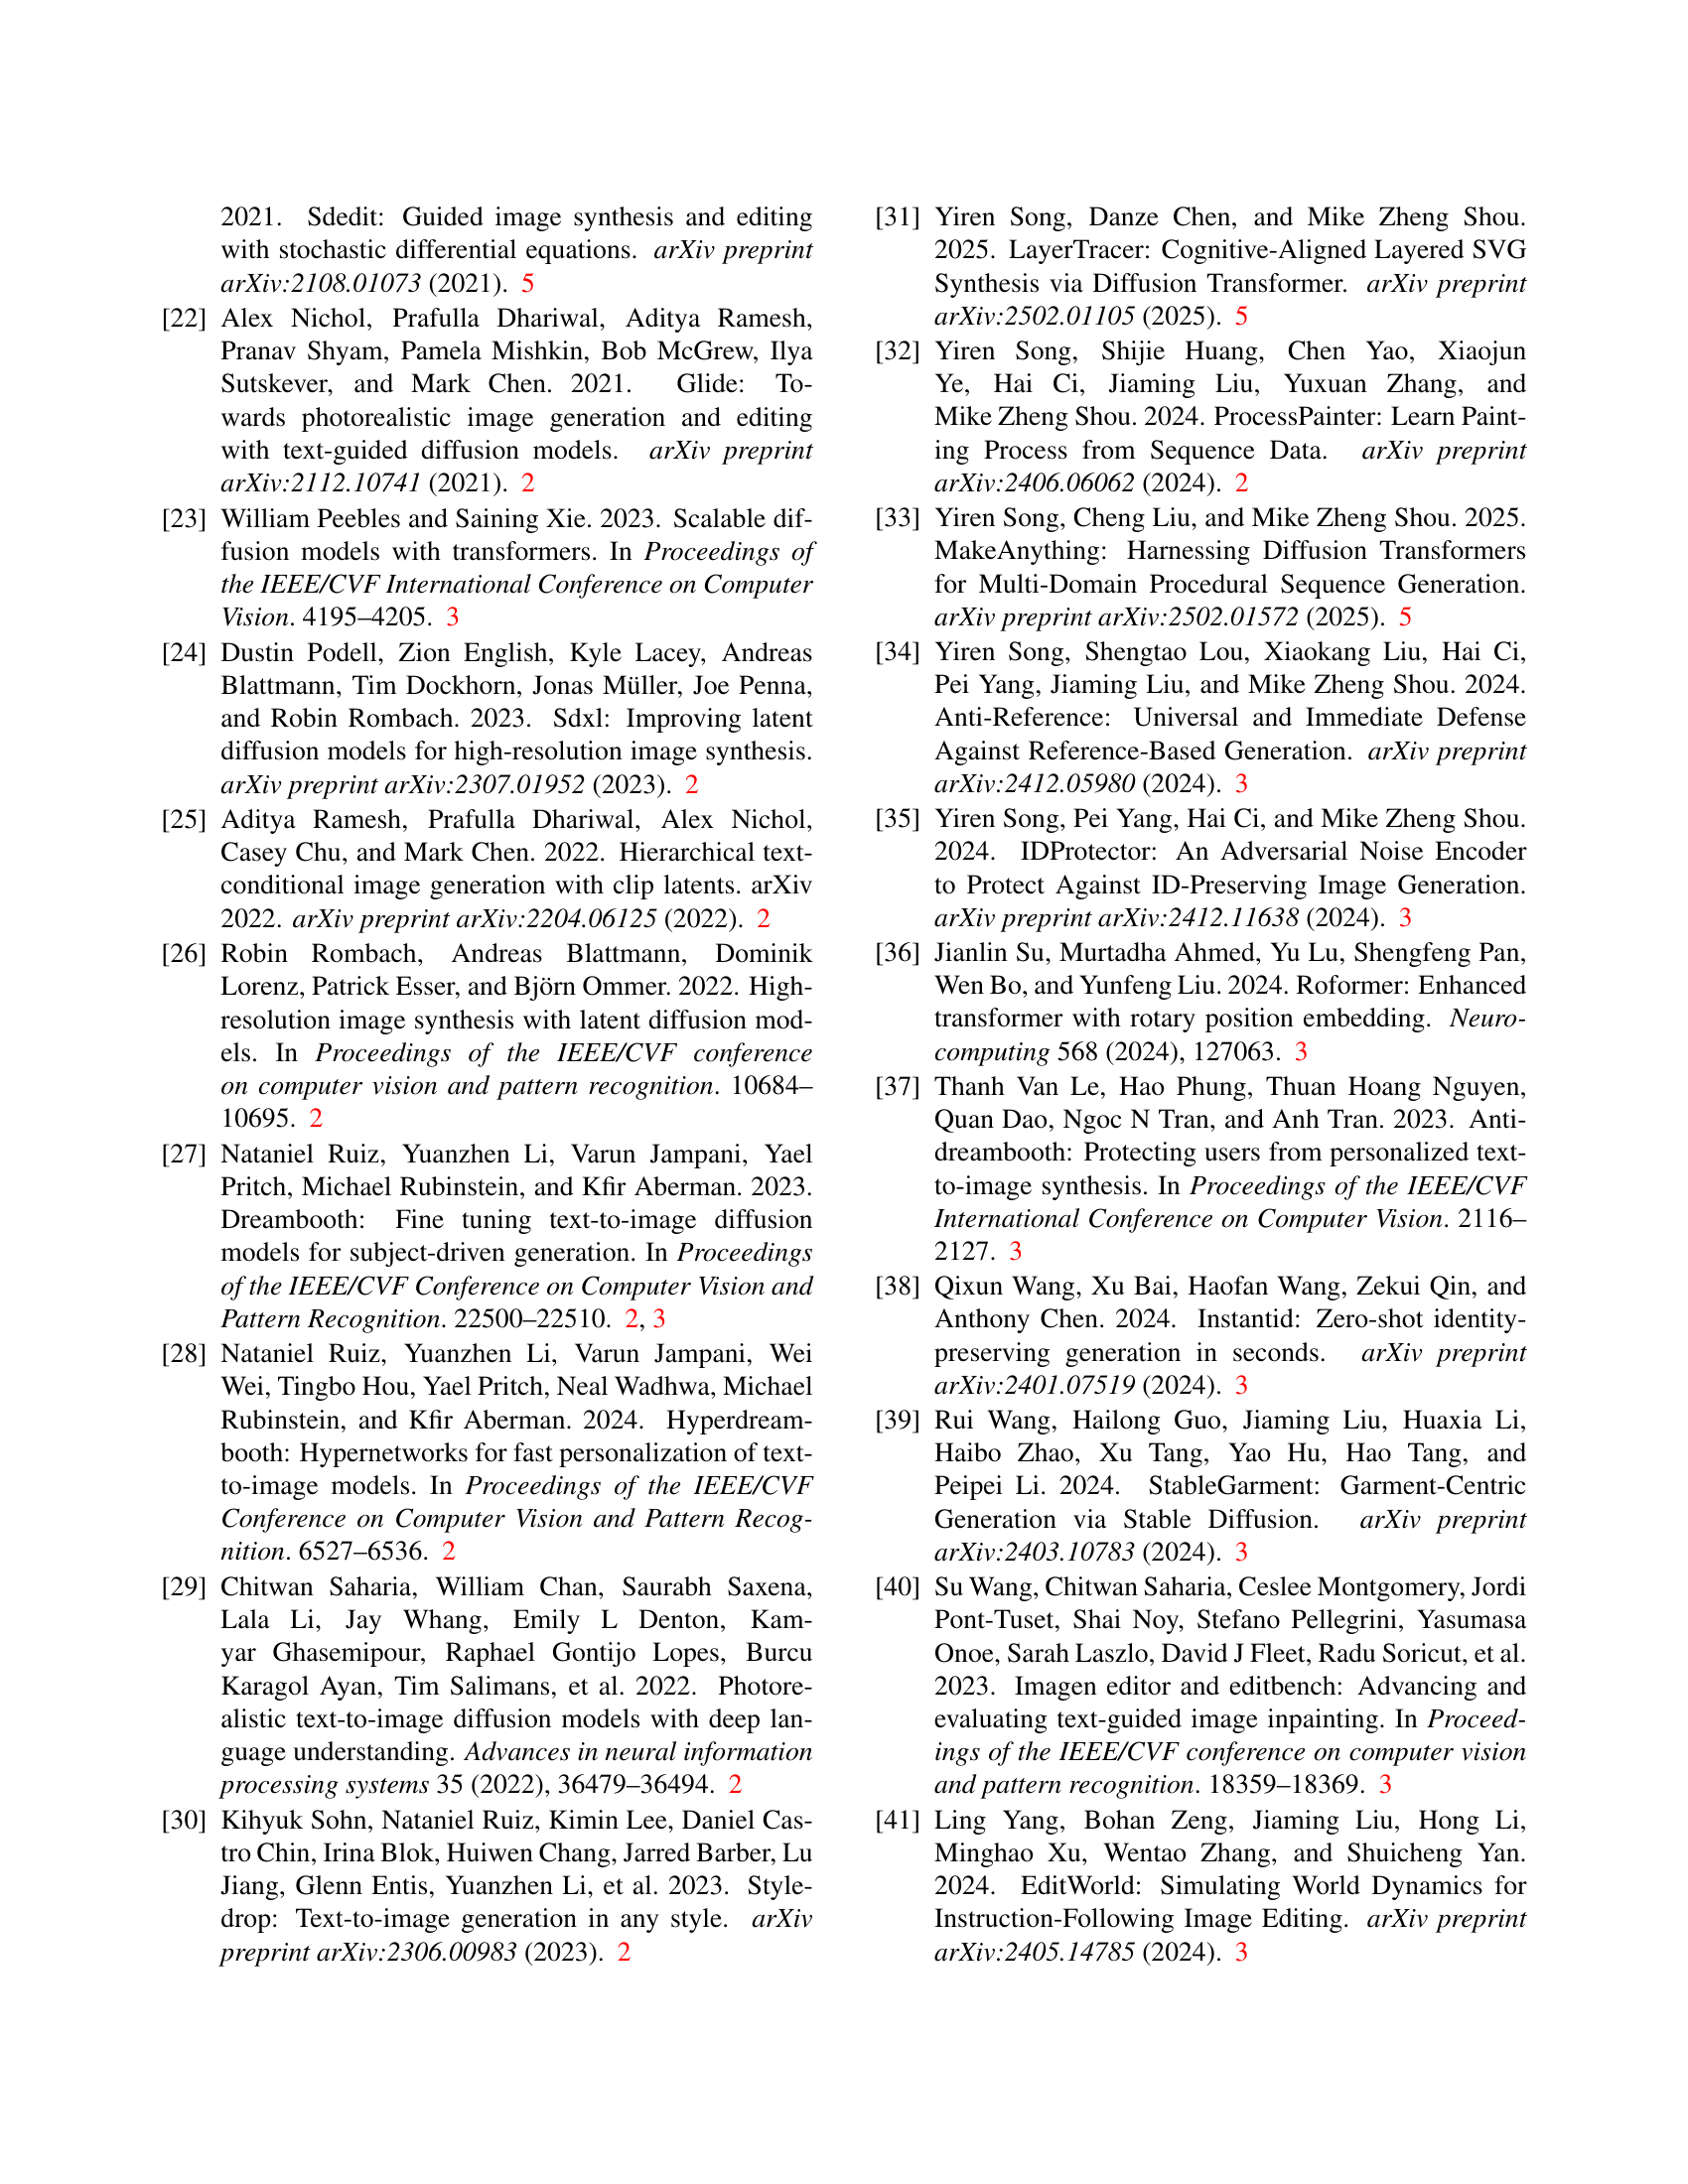 2021. Sdedit: Guided image synthesis and editing
with stochastic differential equations. arXiv preprint
arXiv:2108.01073 (2021). 5
[22] Alex Nichol, Prafulla Dhariwal, Aditya Ramesh,
Pranav Shyam, Pamela Mishkin, Bob McGrew, Ilya
Sutskever, and Mark Chen. 2021. Glide: To-
wards photorealistic image generation and editing
with text-guided diffusion models. arXiv preprint
arXiv:2112.10741 (2021). 2
[23] William Peebles and Saining Xie. 2023. Scalable dif-
fusion models with transformers. In Proceedings of
the IEEE/CVF International Conference on Computer
Vision. 4195–4205. 3
[24] Dustin Podell, Zion English, Kyle Lacey, Andreas
Blattmann, Tim Dockhorn, Jonas Müller, Joe Penna,
and Robin Rombach. 2023. Sdxl: Improving latent
diffusion models for high-resolution image synthesis.
arXiv preprint arXiv:2307.01952 (2023). 2
[25] Aditya Ramesh, Prafulla Dhariwal, Alex Nichol,
Casey Chu, and Mark Chen. 2022. Hierarchical text-
conditional image generation with clip latents. arXiv
2022. arXiv preprint arXiv:2204.06125 (2022). 2
[26] Robin Rombach, Andreas Blattmann, Dominik
Lorenz, Patrick Esser, and Björn Ommer. 2022. High-
resolution image synthesis with latent diffusion mod-
els. In Proceedings of the IEEE/CVF conference
on computer vision and pattern recognition. 10684–
10695. 2
[27] Nataniel Ruiz, Yuanzhen Li, Varun Jampani, Yael
Pritch, Michael Rubinstein, and Kfir Aberman. 2023.
Dreambooth: Fine tuning text-to-image diffusion
models for subject-driven generation. In Proceedings
of the IEEE/CVF Conference on Computer Vision and
Pattern Recognition. 22500–22510. 2, 3
[28] Nataniel Ruiz, Yuanzhen Li, Varun Jampani, Wei
Wei, Tingbo Hou, Yael Pritch, Neal Wadhwa, Michael
Rubinstein, and Kfir Aberman. 2024. Hyperdream-
booth: Hypernetworks for fast personalization of text-
to-image models. In Proceedings of the IEEE/CVF
Conference on Computer Vision and Pattern Recog-
nition. 6527–6536. 2
[29] Chitwan Saharia, William Chan, Saurabh Saxena,
Lala Li, Jay Whang, Emily L Denton, Kam-
yar Ghasemipour, Raphael Gontijo Lopes, Burcu
Karagol Ayan, Tim Salimans, et al. 2022. Photore-
alistic text-to-image diffusion models with deep lan-
guage understanding. Advances in neural information
processing systems 35 (2022), 36479–36494. 2
[30] Kihyuk Sohn, Nataniel Ruiz, Kimin Lee, Daniel Cas-
tro Chin, Irina Blok, Huiwen Chang, Jarred Barber, Lu
Jiang, Glenn Entis, Yuanzhen Li, et al. 2023. Style-
drop: Text-to-image generation in any style. arXiv
preprint arXiv:2306.00983 (2023). 2
[31] Yiren Song, Danze Chen, and Mike Zheng Shou.
2025. LayerTracer: Cognitive-Aligned Layered SVG
Synthesis via Diffusion Transformer. arXiv preprint
arXiv:2502.01105 (2025). 5
[32] Yiren Song, Shijie Huang, Chen Yao, Xiaojun
Ye, Hai Ci, Jiaming Liu, Yuxuan Zhang, and
Mike Zheng Shou. 2024. ProcessPainter: Learn Paint-
ing Process from Sequence Data. arXiv preprint
arXiv:2406.06062 (2024). 2
[33] Yiren Song, Cheng Liu, and Mike Zheng Shou. 2025.
MakeAnything: Harnessing Diffusion Transformers
for Multi-Domain Procedural Sequence Generation.
arXiv preprint arXiv:2502.01572 (2025). 5
[34] Yiren Song, Shengtao Lou, Xiaokang Liu, Hai Ci,
Pei Yang, Jiaming Liu, and Mike Zheng Shou. 2024.
Anti-Reference: Universal and Immediate Defense
Against Reference-Based Generation. arXiv preprint
arXiv:2412.05980 (2024). 3
[35] Yiren Song, Pei Yang, Hai Ci, and Mike Zheng Shou.
2024. IDProtector: An Adversarial Noise Encoder
to Protect Against ID-Preserving Image Generation.
arXiv preprint arXiv:2412.11638 (2024). 3
[36] Jianlin Su, Murtadha Ahmed, Yu Lu, Shengfeng Pan,
Wen Bo, and Yunfeng Liu. 2024. Roformer: Enhanced
transformer with rotary position embedding. Neuro-
computing 568 (2024), 127063. 3
[37] Thanh Van Le, Hao Phung, Thuan Hoang Nguyen,
Quan Dao, Ngoc N Tran, and Anh Tran. 2023. Anti-
dreambooth: Protecting users from personalized text-
to-image synthesis. In Proceedings of the IEEE/CVF
International Conference on Computer Vision. 2116–
2127. 3
[38] Qixun Wang, Xu Bai, Haofan Wang, Zekui Qin, and
Anthony Chen. 2024. Instantid: Zero-shot identity-
preserving generation in seconds. arXiv preprint
arXiv:2401.07519 (2024). 3
[39] Rui Wang, Hailong Guo, Jiaming Liu, Huaxia Li,
Haibo Zhao, Xu Tang, Yao Hu, Hao Tang, and
Peipei Li. 2024. StableGarment: Garment-Centric
Generation via Stable Diffusion. arXiv preprint
arXiv:2403.10783 (2024). 3
[40] Su Wang, Chitwan Saharia, Ceslee Montgomery, Jordi
Pont-Tuset, Shai Noy, Stefano Pellegrini, Yasumasa
Onoe, Sarah Laszlo, David J Fleet, Radu Soricut, et al.
2023. Imagen editor and editbench: Advancing and
evaluating text-guided image inpainting. In Proceed-
ings of the IEEE/CVF conference on computer vision
and pattern recognition. 18359–18369. 3
[41] Ling Yang, Bohan Zeng, Jiaming Liu, Hong Li,
Minghao Xu, Wentao Zhang, and Shuicheng Yan.
2024. EditWorld: Simulating World Dynamics for
Instruction-Following Image Editing. arXiv preprint
arXiv:2405.14785 (2024). 3